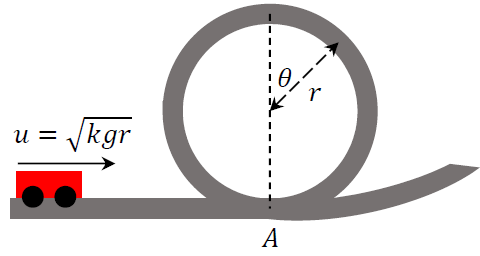 θ
r
u = √kgr
A